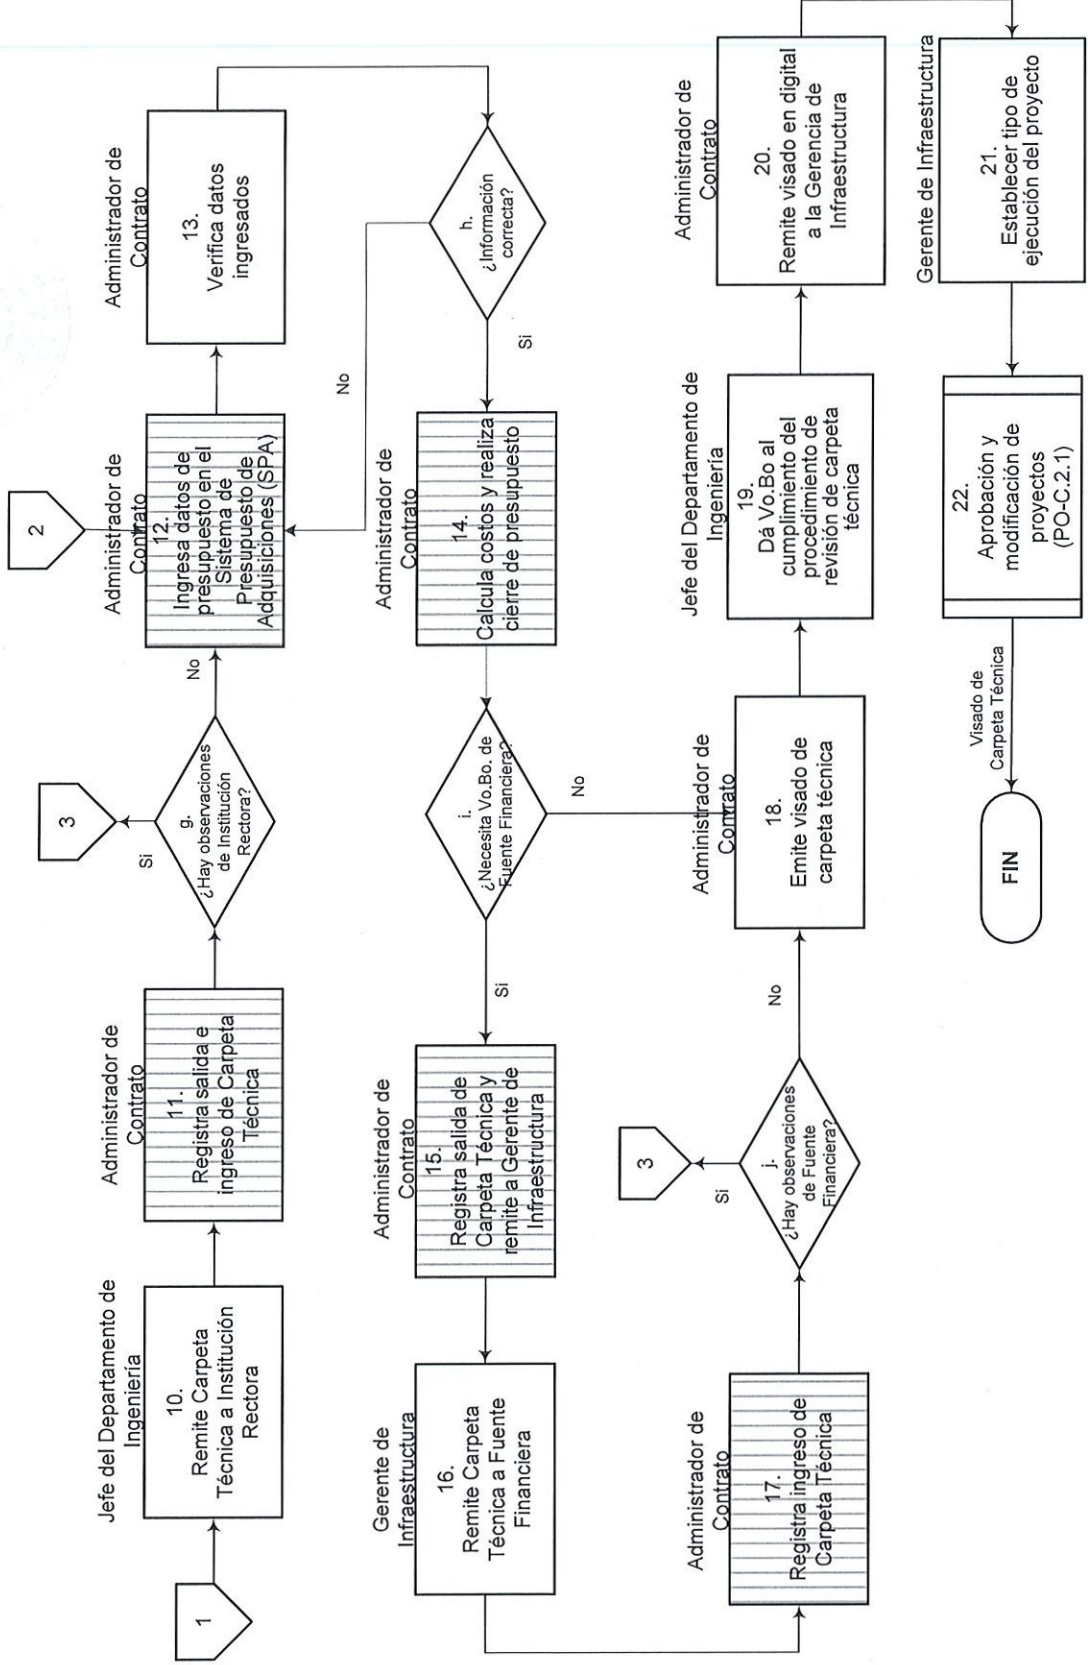 1
Jefe del Departamento de
Ingeniería
10.
Remite Carpeta
Técnica a Institución
Rectora
Administrador de
Contrato
11.
Registra salida e
ingreso de Carpeta
Técnica
g.
¿Hay observaciones
de Institución
Rectora?
Si
3
No
2
Administrador de
Contrato
12.
Ingresa datos de
presupuesto en el
Sistema de
Presupuesto de
Adquisiciones (SPA)
Administrador de
Contrato
13.
Verifica datos
ingresados
h.
¿Información
correcta?
No
Si
Administrador de
Contrato
14.
Calcula costos y realiza
cierre de presupuesto
i.
¿Necesita Vo.Bo. de
Fuente Financiera?
No
Si
Administrador de
Contrato
15.
Registra salida de
Carpeta Técnica y
remite a Gerente de
Infraestructura
Gerente de
Infraestructura
16.
Remite Carpeta
Técnica a Fuente
Financiera
Administrador de
Contrato
17.
Registra ingreso de
Carpeta Técnica
j.
¿Hay observaciones
de Fuente
Financiera?
Si
3
No
Administrador de
Contrato
18.
Emite visado de
carpeta técnica
Jefe del Departamento de
Ingeniería
19.
Dá Vo.Bo al
cumplimiento del
procedimiento de
revisión de carpeta
técnica
Administrador de
Contrato
20.
Remite visado en digital
a la Gerencia de
Infraestructura
Gerente de Infraestructura
21.
Establecer tipo de
ejecución del proyecto
22.
Aprobación y
modificación de
proyectos
(PO-C.2.1)
Visado de
Carpeta Técnica
FIN